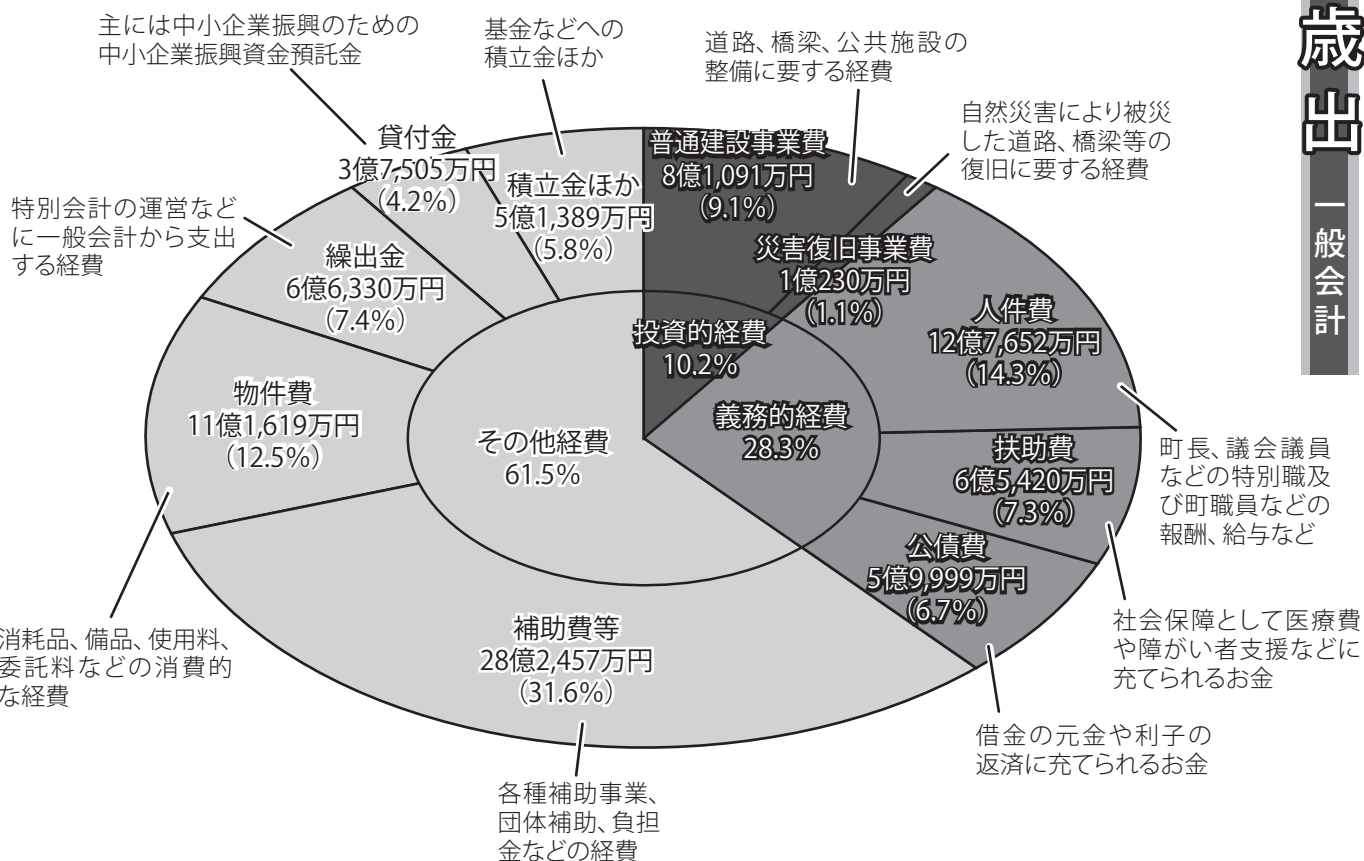 歳出
一般会計
主には中小企業振興のための
中小企業振興資金預託金
基金などへの
積立金ほか
道路、橋梁、公共施設の
整備に要する経費
自然災害により被災
した道路、橋梁等の
復旧に要する経費
特別会計の運営など
に一般会計から支出
する経費
貸付金
3億7,505万円
(4.2%)
積立金ほか
5億1,389万円
(5.8%)
普通建設事業費
8億1,091万円
(9.1%)
災害復旧事業費
1億230万円
(1.1%)
繰出金
6億6,330万円
(7.4%)
人件費
12億7,652万円
(14.3%)
投資的経費
10.2%
物件費
11億1,619万円
(12.5%)
その他経費
61.5%
義務的経費
28.3%
扶助費
6億5,420万円
(7.3%)
町長、議会議員
などの特別職及
び町職員などの
報酬、給与など
公債費
5億9,999万円
(6.7%)
補助費等
28億2,457万円
(31.6%)
消耗品、備品、使用料、
委託料などの消費的
な経費
社会保障として医療費
や障がい者支援などに
充てられるお金
借金の元金や利子の
返済に充てられるお金
各種補助事業、
団体補助、負担
金などの経費